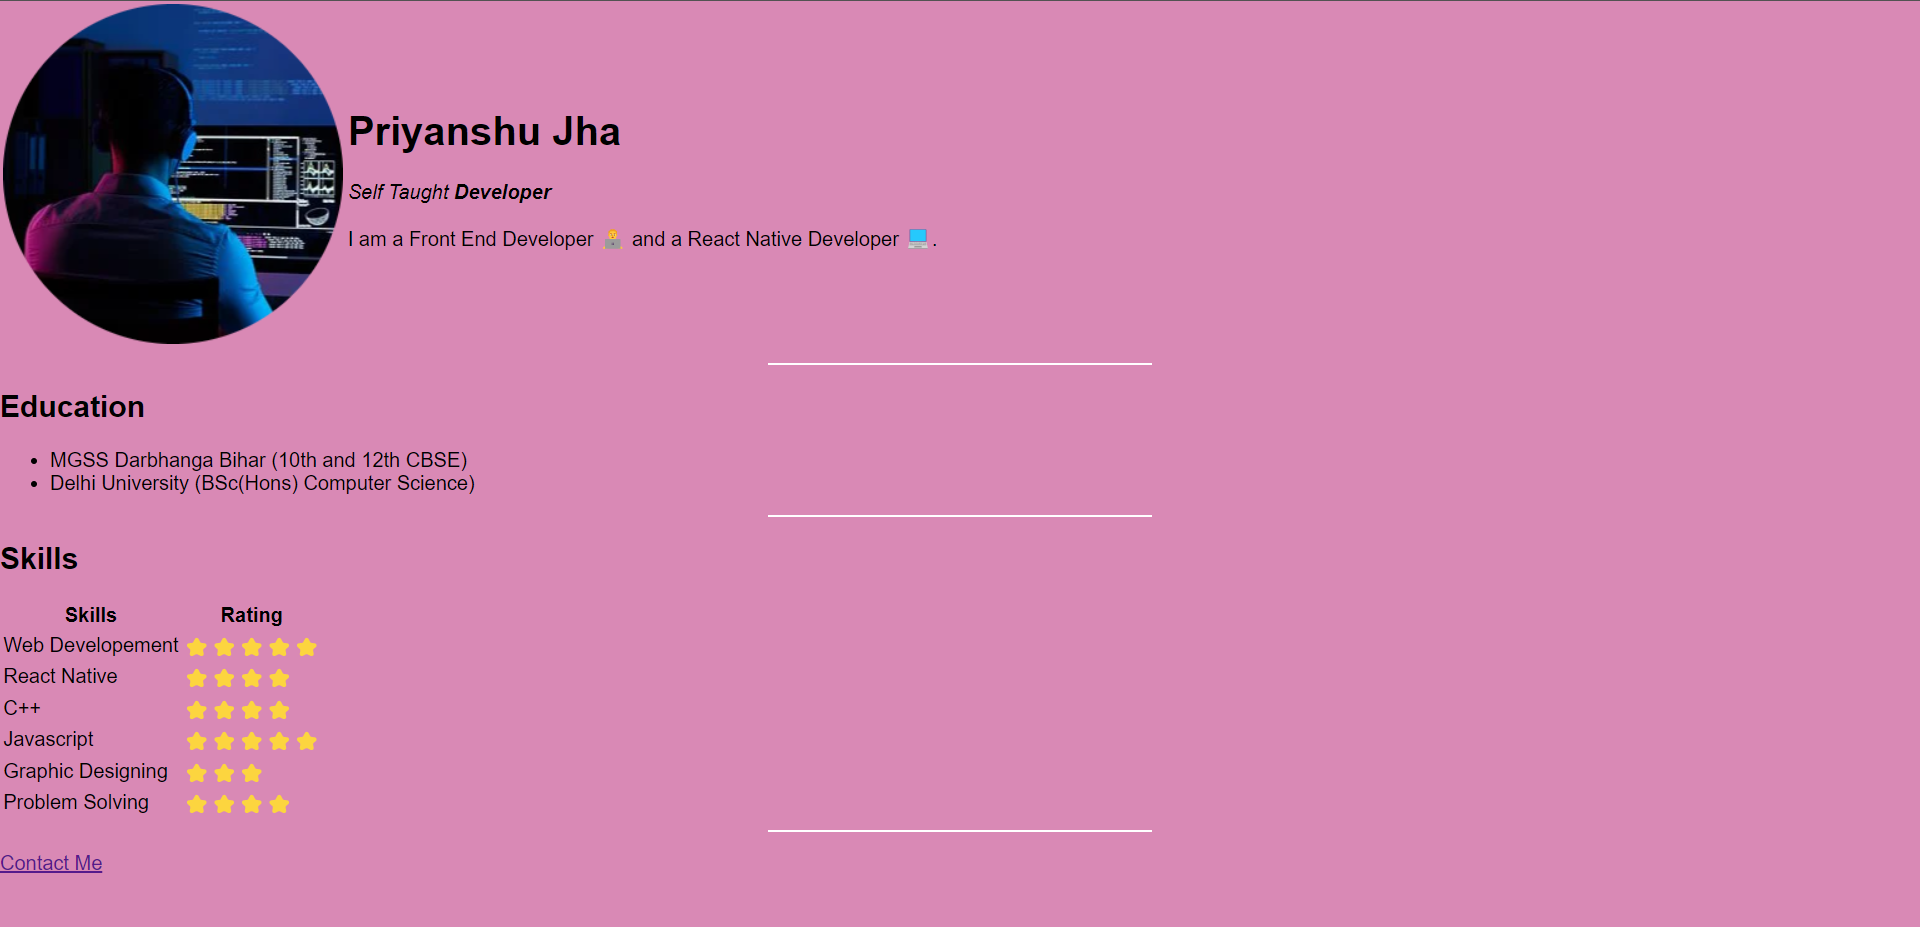 Priyanshu Jha
Self Taught Developer
I am a Front End Developer 🧑‍💻 and a React Native Developer 💻.
Education
• MGSS Darbhanga Bihar (10th and 12th CBSE)
• Delhi University (BSc(Hons) Computer Science)
Skills
Skills Rating
Web Developement ⭐⭐⭐⭐⭐
React Native ⭐⭐⭐⭐
C++ ⭐⭐⭐⭐
Javascript ⭐⭐⭐⭐⭐
Graphic Designing ⭐⭐⭐
Problem Solving ⭐⭐⭐⭐
Contact Me